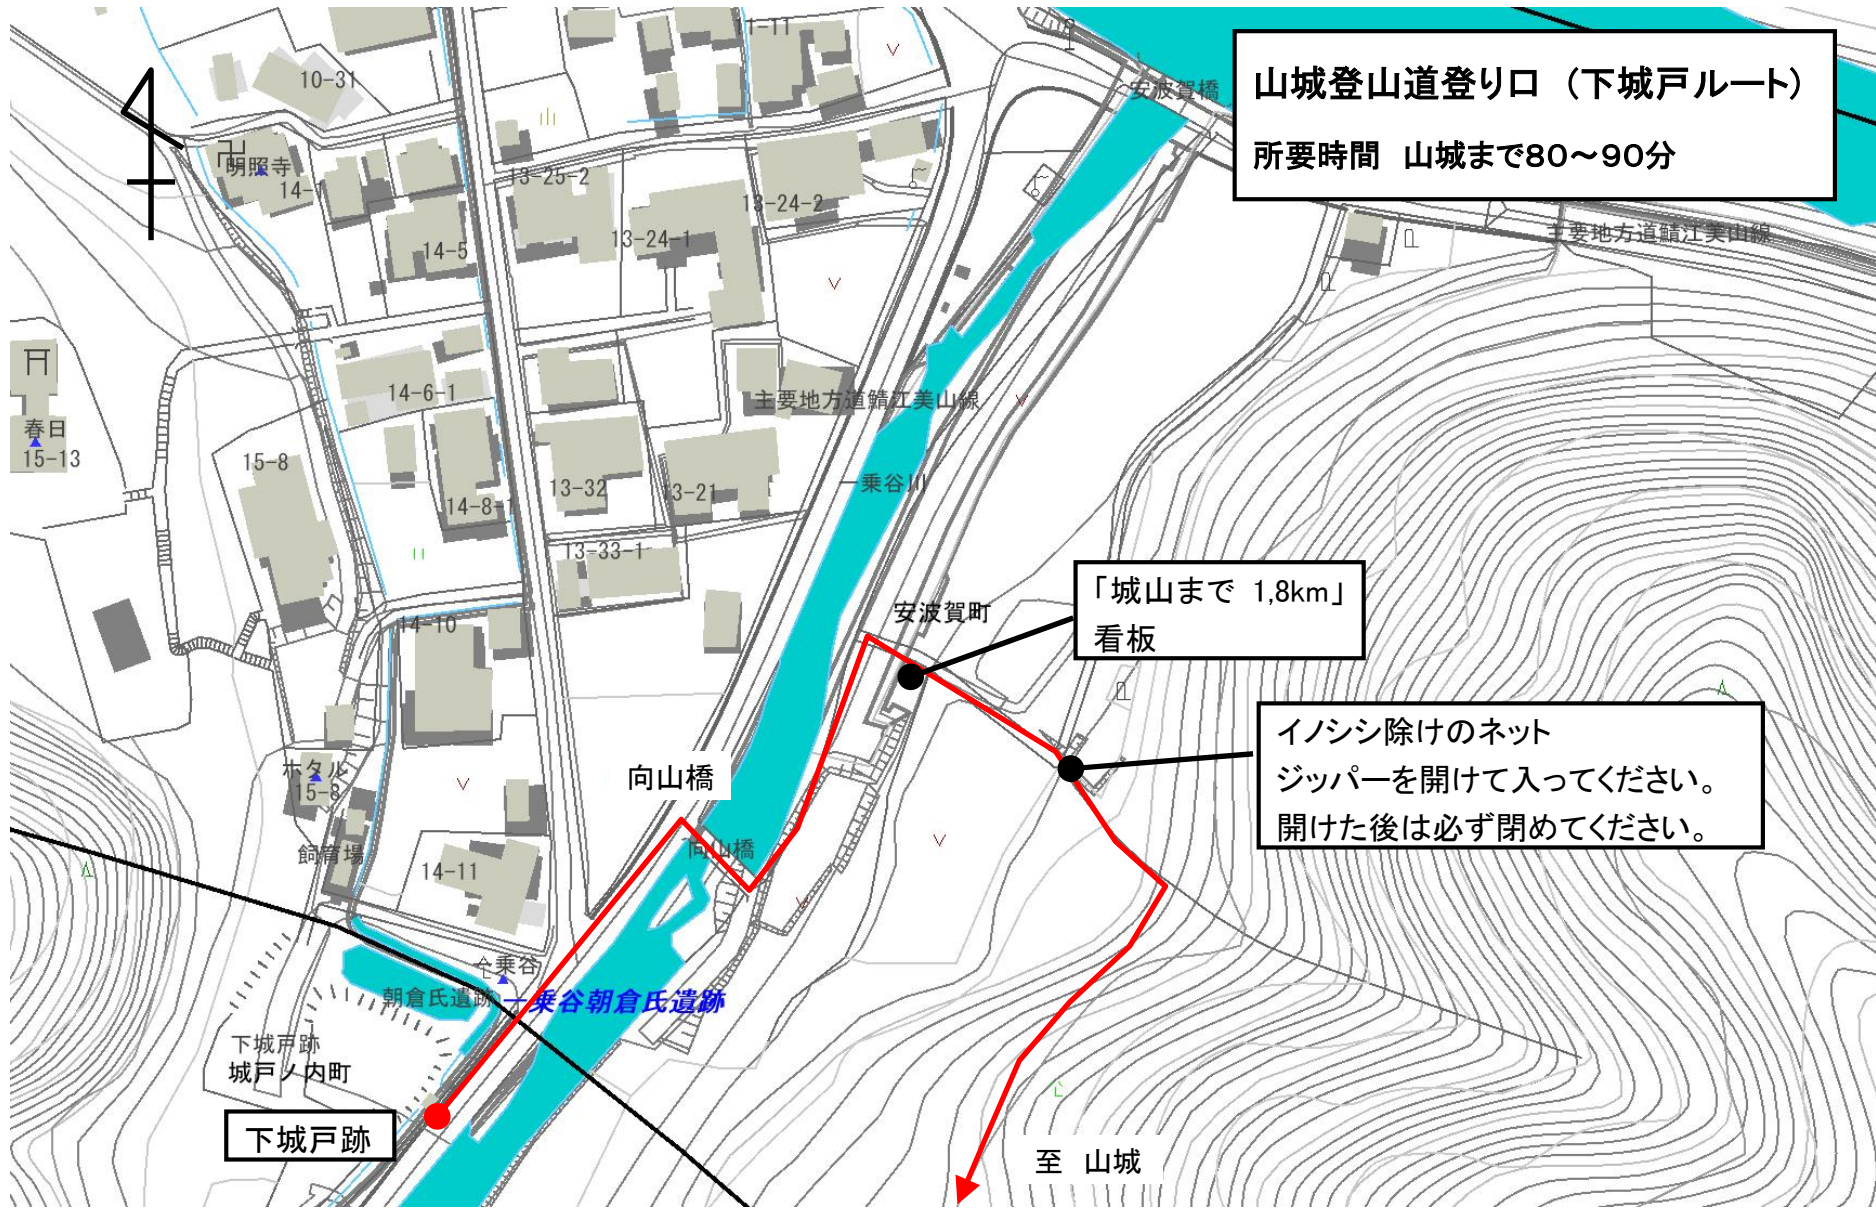 山城登山道登り口 （下城戸ルート）
所要時間 山城まで80～90分
11-11
10-31
安波賀橋
明照寺
14-1
13-25-2
13-24-2
14-5
13-24-1
主要地方道鯖江美山線
14-6-1
主要地方道鯖江美山線
春日
15-13
15-8
14-8-1
13-32
13-21
一乗谷川
13-33-1
「城山まで 1,8km」
看板
安波賀町
14-10
イノシシ除けのネット
ジッパーを開けて入ってください。
開けた後は必ず閉めてください。
ホタル
15-8
飼育場
向山橋
向山橋
14-11
一乗谷
朝倉氏遺跡
一乗谷朝倉氏遺跡
下城戸跡
城戸ノ内町
下城戸跡
至 山城